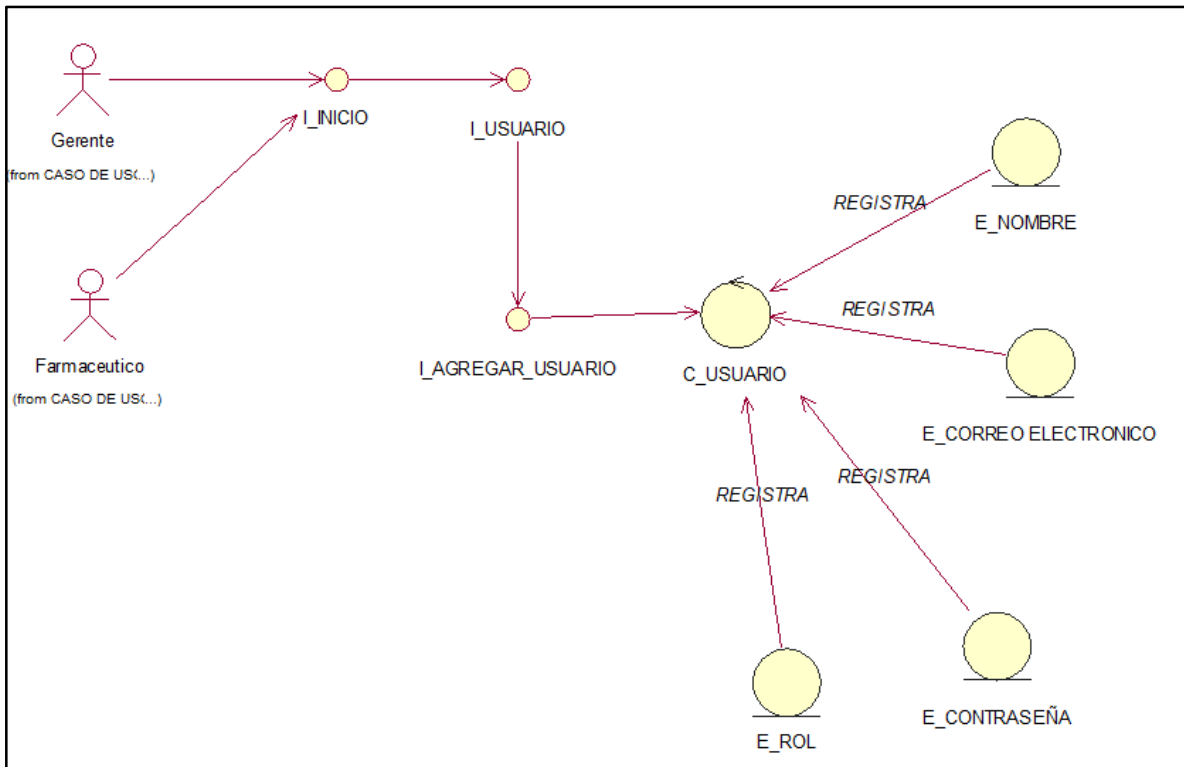 Gerente
(from CASO DE US(...)
I_INICIO
I_USUARIO
E_NOMBRE
REGISTRA
Farmaceutico
(from CASO DE US(...)
I_AGREGAR_USUARIO
C_USUARIO
REGISTRA
E_CORREO ELECTRONICO
REGISTRA
REGISTRA
E_ROL
E_CONTRASEÑA